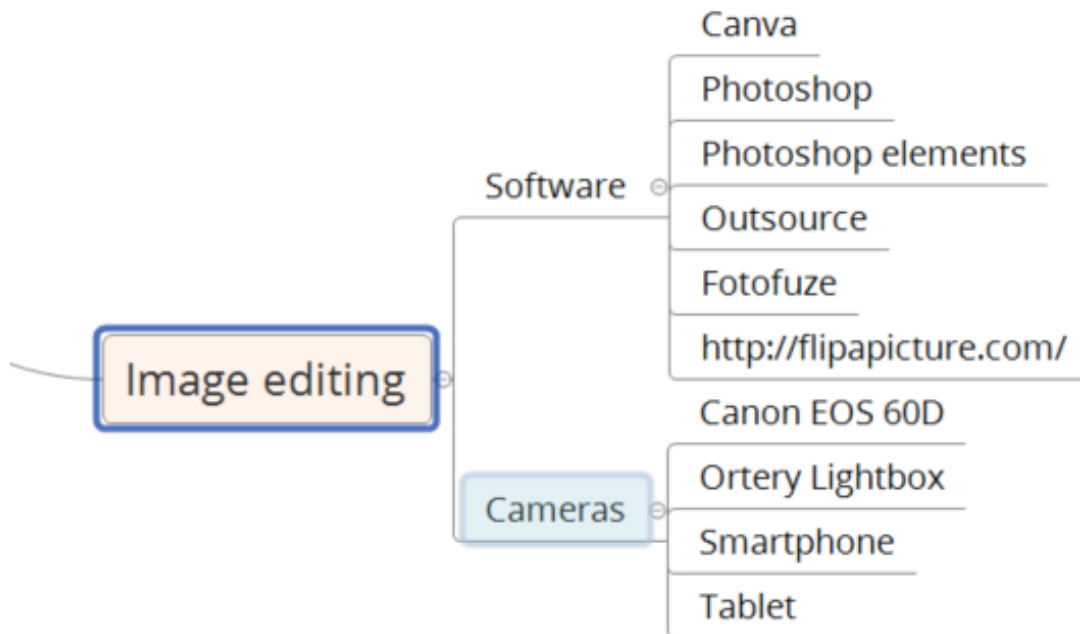 Image editing
Software
Canva
Photoshop
Photoshop elements
Outsource
Fotofuze
http://flipapicture.com/
Cameras
Canon EOS 60D
Ortery Lightbox
Smartphone
Tablet